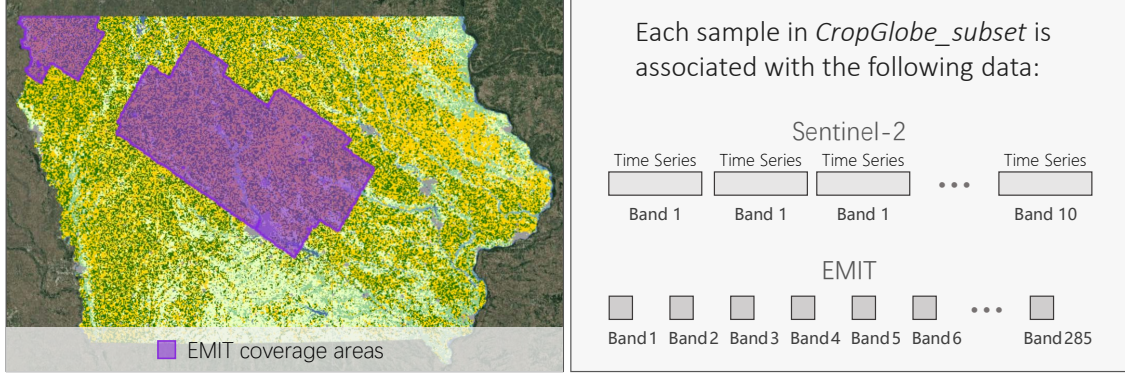 EMIT coverage areas
Each sample in CropGlobe_subset is
associated with the following data:
Sentinel-2
Time Series Time Series Time Series Time Series
Band 1 Band 1 Band 1 Band 10
EMIT
Band1 Band2 Band3 Band4 Band5 Band6 Band285